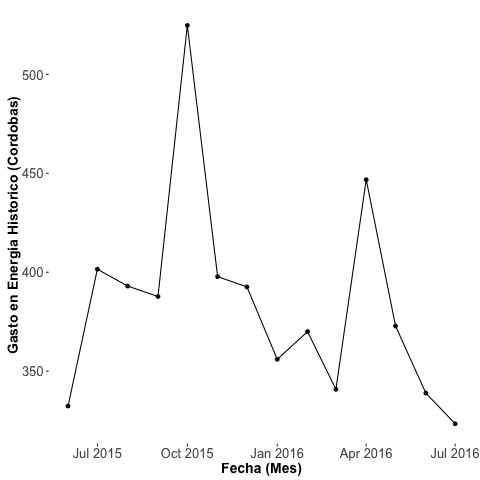 Gasto en Energia Historico (Cordobas)
500
450
400
350
Jul 2015 Oct 2015 Jan 2016 Apr 2016 Jul 2016
Fecha (Mes)